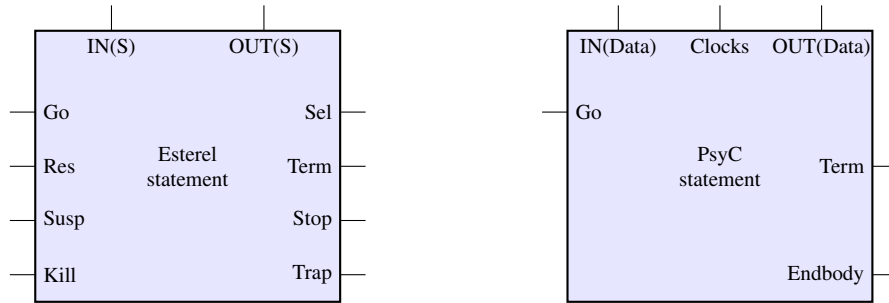 IN(S) OUT(S)
Go Sel
Esterel
statement
Res Term
Susp Stop
Kill Trap
IN(Data) Clocks OUT(Data)
Go
PsyC
statement
Term
Endbody